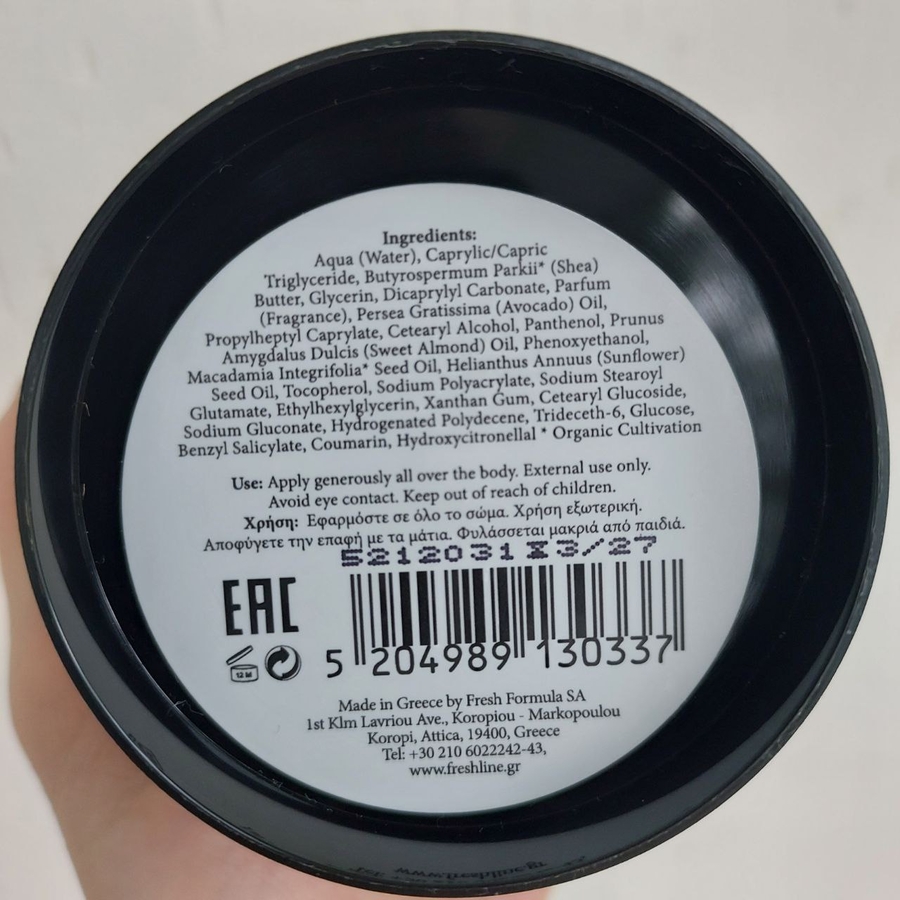 Ingredients:
Aqua (Water), Caprylic/Capric
Triglyceride, Butyrospermum Parkii* (Shea)
Butter, Glycerin, Dicaprylyl Carbonate, Parfum
(Fragrance), Persea Gratissima (Avocado) Oil,
Propylheptyl Caprylate, Cetearyl Alcohol, Panthenol, Prunus
Amygdalus Dulcis (Sweet Almond) Oil, Phenoxyethanol,
Macadamia Integrifolia* Seed Oil, Helianthus Annuus (Sunflower)
Seed Oil, Tocopherol, Sodium Polyacrylate, Sodium Stearoyl
Glutamate, Ethylhexylglycerin, Xanthan Gum, Cetearyl Glucoside,
Sodium Gluconate, Hydrogenated Polydecene, Trideceth-6, Glucose,
Benzyl Salicylate, Coumarin, Hydroxycitronellal * Organic Cultivation
Use: Apply generously all over the body. External use only.
Avoid eye contact. Keep out of reach of children.
Χρήση: Εφαρμόστε σε όλο το σώμα. Χρήση εξωτερική.
Αποφύγετε την επαφή με τα μάτια. Φυλάσσεται μακριά από παιδιά.
5212031 3/27
EAC
12 M
5 204989 130337
Made in Greece by Fresh Formula SA
1st Klm Lavriou Ave., Koropiou - Markopoulou
Koropi, Attica, 19400, Greece
Tel: +30 210 6022242-43,
www.freshline.gr